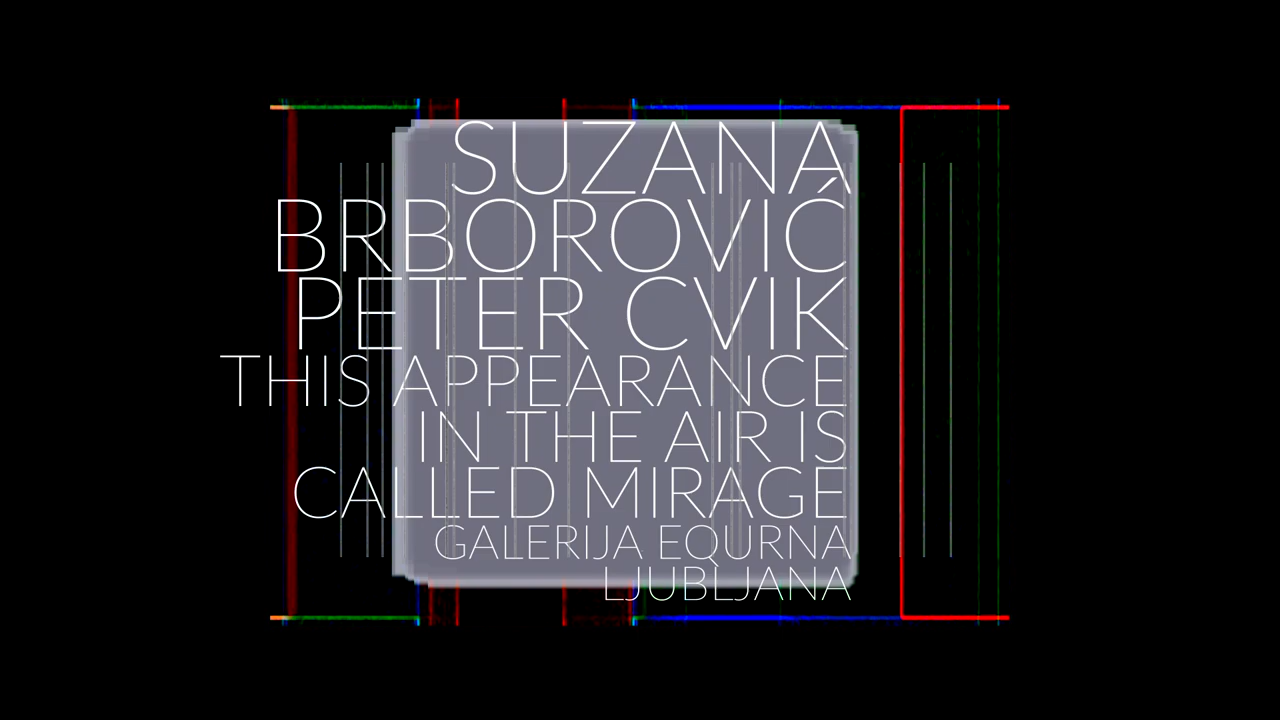 SUZANA
BRBOROVIĆ
PETER CVIK
THIS APPEARANCE
IN THE AIR IS
CALLED MIRAGE
GALERIJA EQURNA
LJUBLJANA